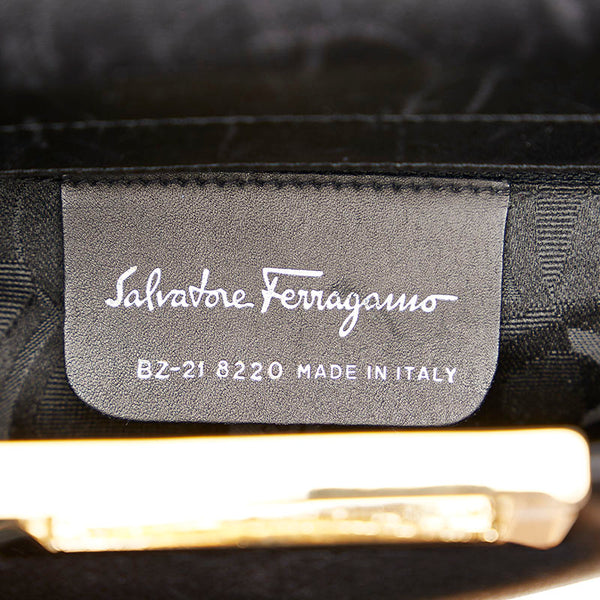 Salvatore Ferragamo
BZ-21 8220 MADE IN ITALY